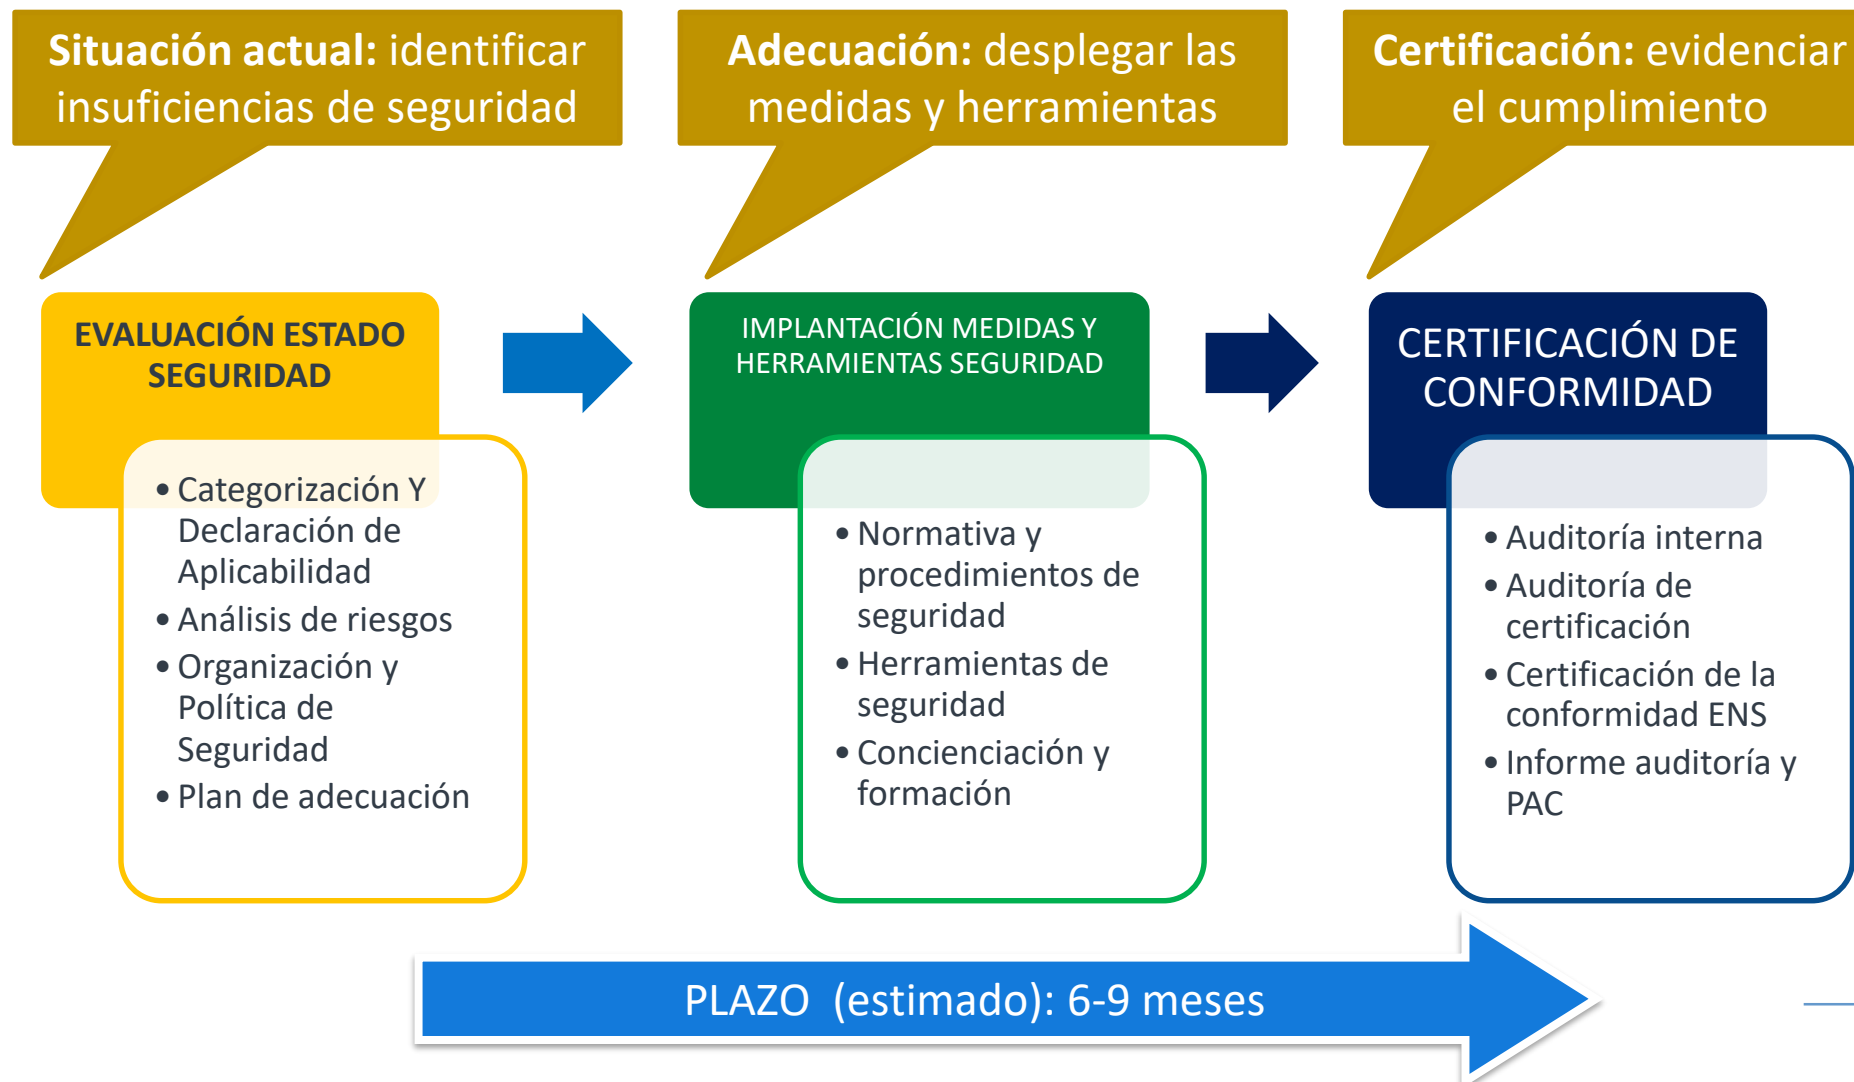 Situación actual: identificar
insuficiencias de seguridad
Adecuación: desplegar las
medidas y herramientas
Certificación: evidenciar
el cumplimiento
EVALUACIÓN ESTADO
SEGURIDAD
• Categorización Y
Declaración de
Aplicabilidad
• Análisis de riesgos
• Organización y
Política de
Seguridad
• Plan de adecuación
IMPLANTACIÓN MEDIDAS Y
HERRAMIENTAS SEGURIDAD
• Normativa y
procedimientos de
seguridad
• Herramientas de
seguridad
• Concienciación y
formación
CERTIFICACIÓN DE
CONFORMIDAD
• Auditoría interna
• Auditoría de
certificación
• Certificación de la
conformidad ENS
• Informe auditoría y
PAC
PLAZO (estimado): 6-9 meses